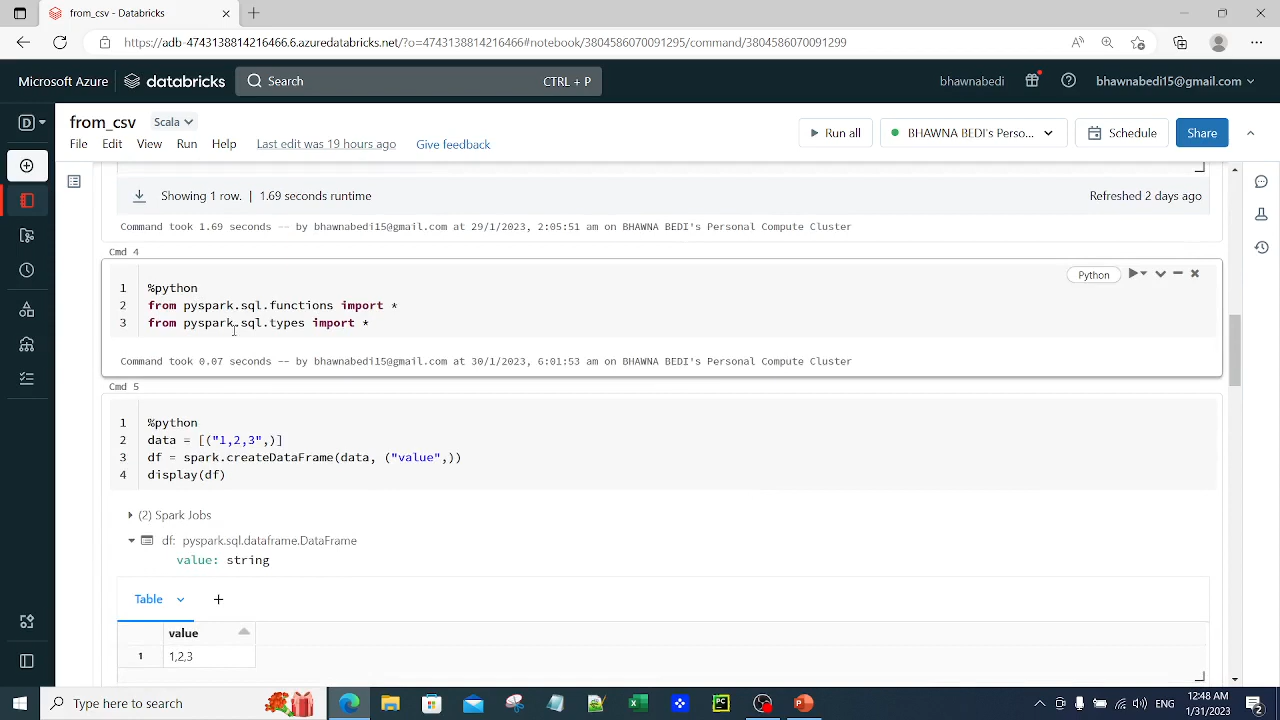 from_csv - Databricks
https://adb-4743138814216466.6.azuredatabricks.net/?o=4743138814216466#notebook/3804586070091295/command/3804586070091299
Microsoft Azure databricks Search CTRL + P bhawnabedi bhawnabedi15@gmail.com
D from_csv Scala Run all BHAWNA BEDI's Perso... Schedule Share
File Edit View Run Help Last edit was 19 hours ago Give feedback
Showing 1 row. | 1.69 seconds runtime Refreshed 2 days ago
Command took 1.69 seconds -- by bhawnabedi15@gmail.com at 29/1/2023, 2:05:51 am on BHAWNA BEDI's Personal Compute Cluster
Cmd 4
Python
1 %python
2 from pyspark.sql.functions import *
3 from pyspark.sql.types import *
Command took 0.07 seconds -- by bhawnabedi15@gmail.com at 30/1/2023, 6:01:53 am on BHAWNA BEDI's Personal Compute Cluster
Cmd 5
1 %python
2 data = [("1,2,3",)]
3 df = spark.createDataFrame(data, ("value",))
4 display(df)
(2) Spark Jobs
df: pyspark.sql.dataframe.DataFrame
value: string
Table +
value
1 1,2,3
Type here to search
12:48 AM
1/31/2023
2